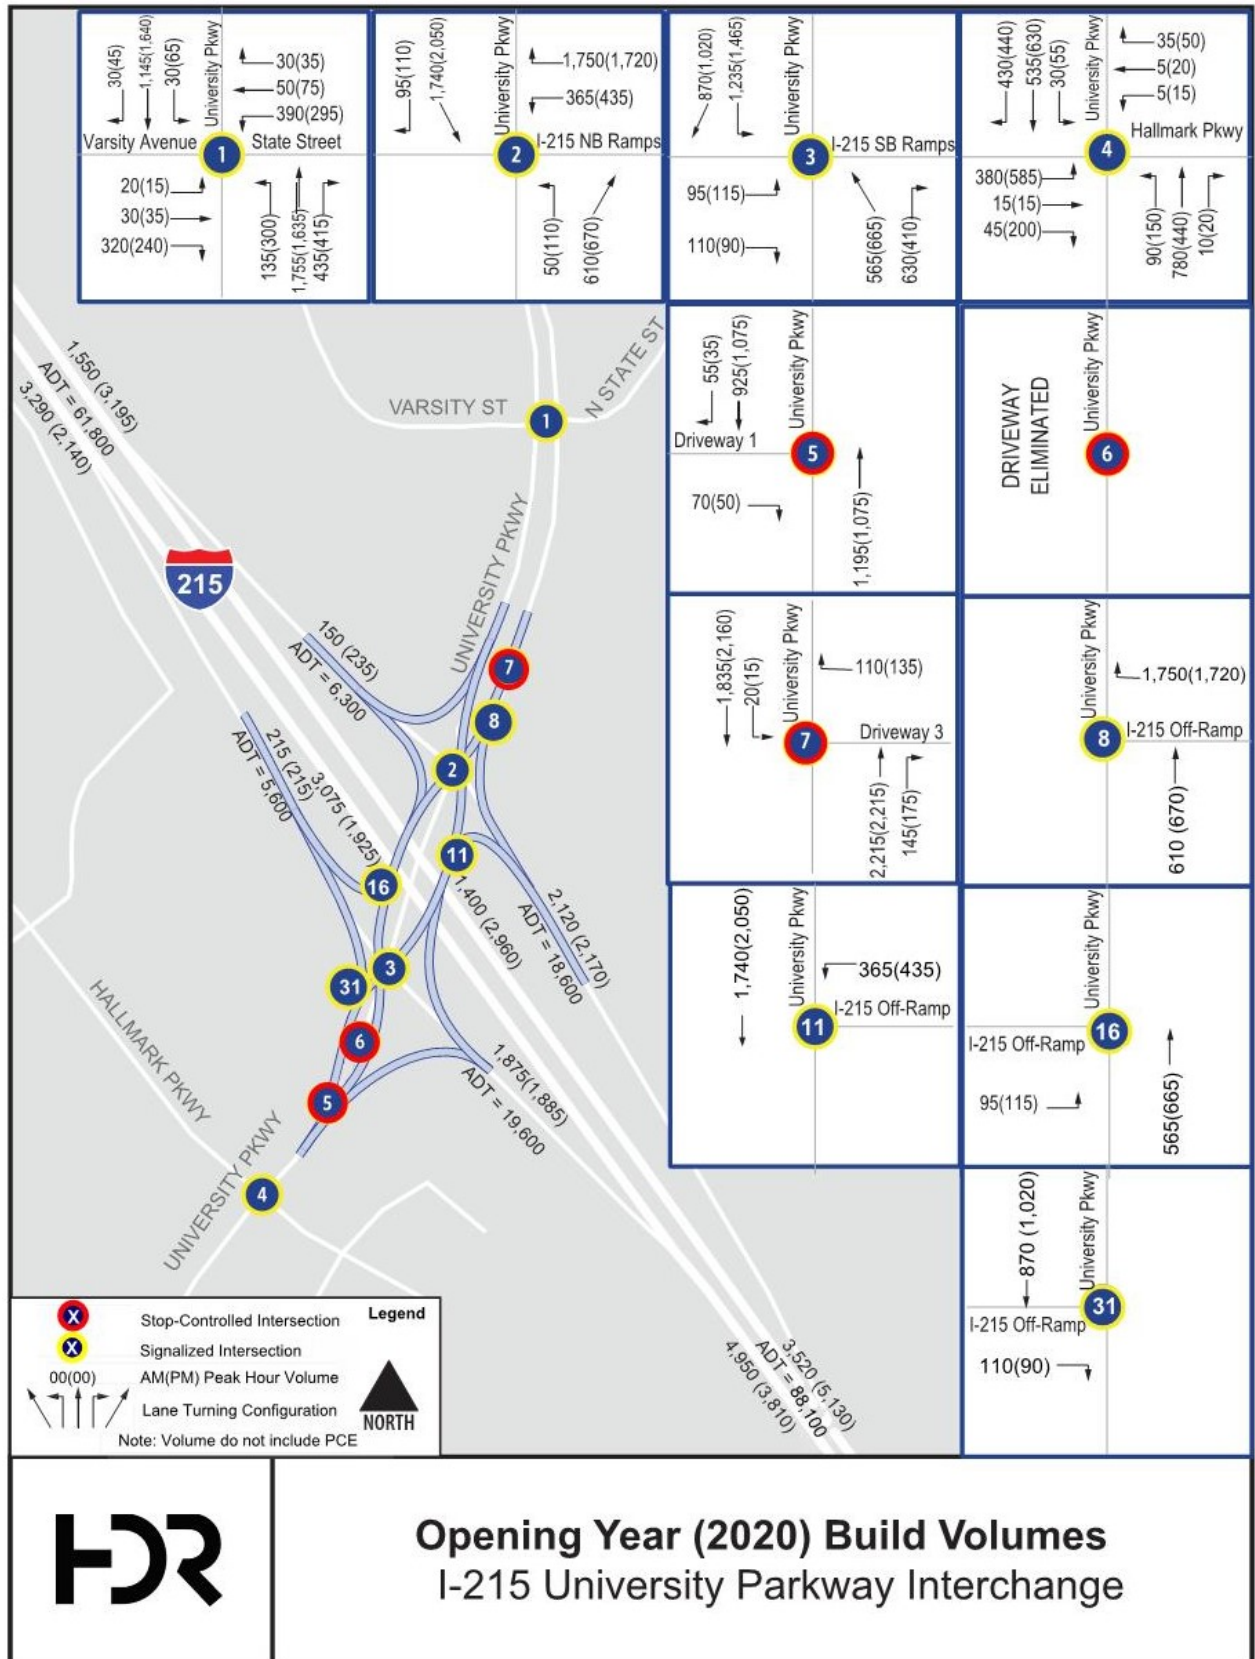 30(45)
1,145(1,640)
30(65)
University Pkwy
30(35)
50(75)
390(295)
Varsity Avenue
1
State Street
20(15)
30(35)
320(240)
135(300)
1,755(1,635)
435(415)
95(110)
1,740(2,050)
University Pkwy
1,750(1,720)
365(435)
2
I-215 NB Ramps
50(110)
610(670)
870(1,020)
1,235(1,465)
University Pkwy
3
I-215 SB Ramps
95(115)
110(90)
565(665)
630(410)
430(440)
535(630)
30(55)
University Pkwy
35(50)
5(20)
5(15)
4
Hallmark Pkwy
380(585)
15(15)
45(200)
90(150)
780(440)
10(20)
55(35)
925(1,075)
University Pkwy
Driveway 1
5
70(50)
1,195(1,075)
DRIVEWAY
ELIMINATED
University Pkwy
6
1,835(2,160)
20(15)
University Pkwy
110(135)
7
Driveway 3
2,215(2,215)
145(175)
University Pkwy
1,750(1,720)
8
I-215 Off-Ramp
610 (670)
1,740(2,050)
University Pkwy
365(435)
11
I-215 Off-Ramp
University Pkwy
I-215 Off-Ramp
16
95(115)
565(665)
870 (1,020)
University Pkwy
I-215 Off-Ramp
31
110(90)
1,550 (3,195)
ADT = 61,800
3,290 (2,140)
VARSITY ST
1
N STATE ST
215
UNIVERSITY PKWY
150 (235)
ADT = 6,300
7
8
2
215 (215)
ADT = 5,600
3,075 (1,925)
11
16
1,400 (2,960)
2,120 (2,170)
ADT = 18,600
3
31
6
5
HALLMARK PKWY
1,875(1,885)
ADT = 19,600
UNIVERSITY PKWY
4
3,520 (5,130)
ADT = 88,100
4,950 (3,810)
Legend
X Stop-Controlled Intersection
X Signalized Intersection
00(00) AM(PM) Peak Hour Volume
Lane Turning Configuration
NORTH
Note: Volume do not include PCE
HDR
Opening Year (2020) Build Volumes
I-215 University Parkway Interchange